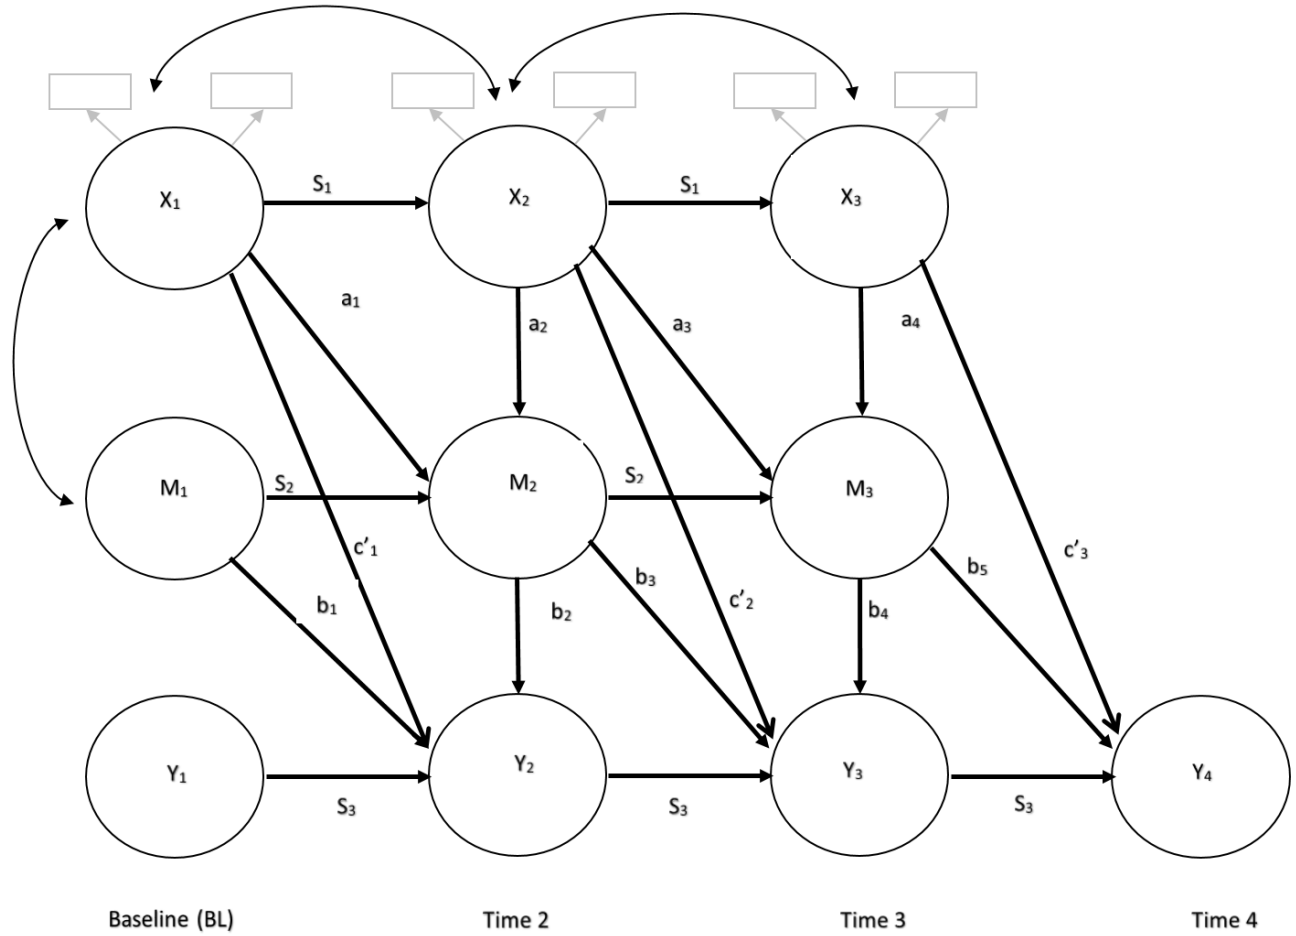 S₁
S₁
X₁
X₂
X₃
a₁
a₂
a₃
a₄
M₁
S₂
M₂
S₂
M₃
c'₁
b₁
b₂
b₃
c'₂
b₄
b₅
c'₃
Y₁
Y₂
Y₃
Y₄
S₃
S₃
S₃
Baseline (BL)
Time 2
Time 3
Time 4